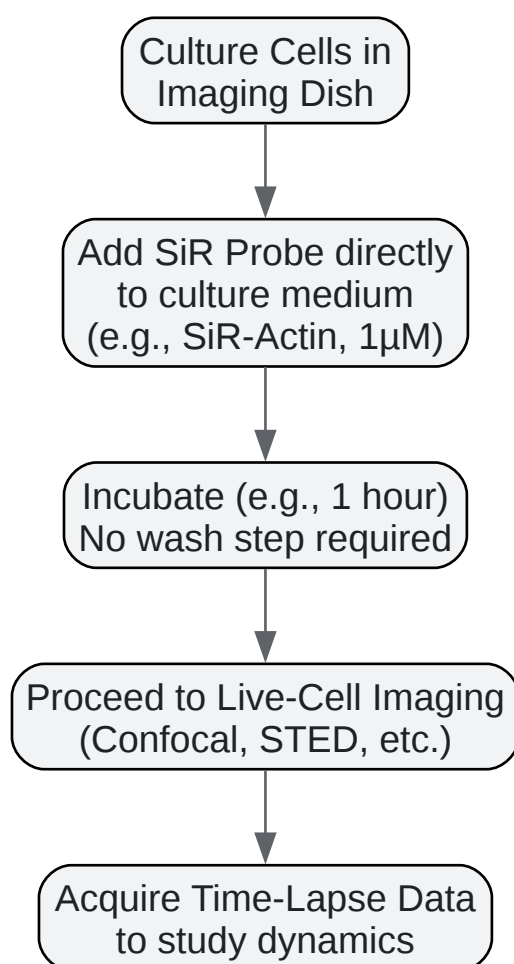 Culture Cells in
Imaging Dish
Add SiR Probe directly
to culture medium
(e.g., SiR-Actin, 1µM)
Incubate (e.g., 1 hour)
No wash step required
Proceed to Live-Cell Imaging
(Confocal, STED, etc.)
Acquire Time-Lapse Data
to study dynamics